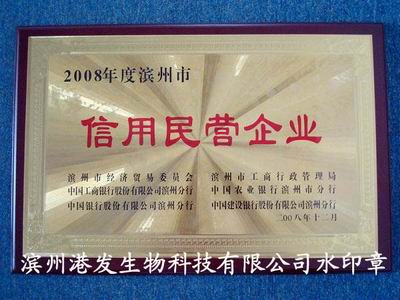 2008年度滨州市
信用民营企业
滨州市经济贸易委员会 滨州市工商行政管理局
中国工商银行股份有限公司滨州分行 中国农业银行滨州市分行
中国银行股份有限公司滨州分行 中国建设银行股份有限公司滨州分行
二00八年十二月
滨州港发生物科技有限公司水印章